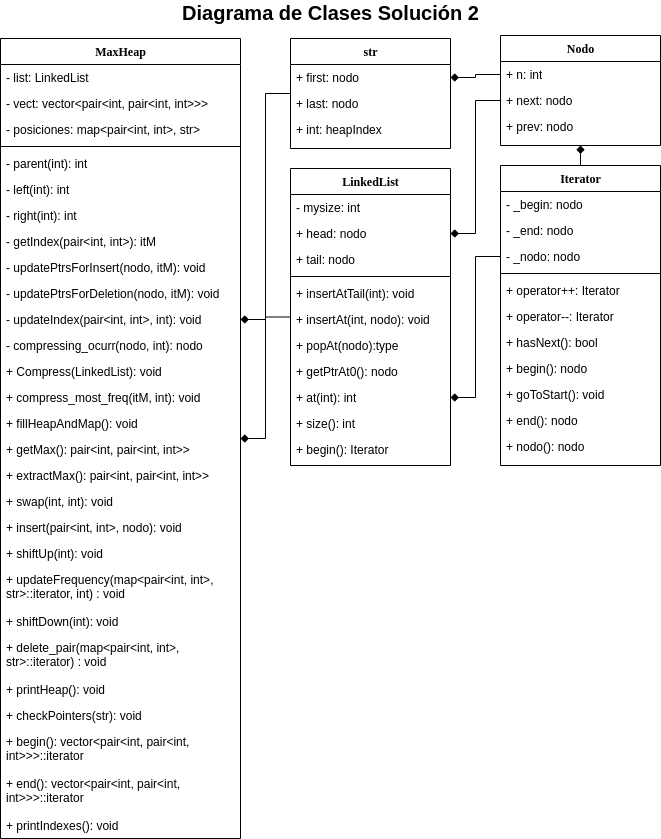 Diagrama de Clases Solución 2
MaxHeap
- list: LinkedList
- vect: vector<pair<int, pair<int, int>>>
- posiciones: map<pair<int, int>, str>
- parent(int): int
- left(int): int
- right(int): int
- getIndex(pair<int, int>): itM
- updatePtrsForInsert(nodo, itM): void
- updatePtrsForDeletion(nodo, itM): void
- updateIndex(pair<int, int>, int): void
- compressing_ocurr(nodo, int): nodo
+ Compress(LinkedList): void
+ compress_most_freq(itM, int): void
+ fillHeapAndMap(): void
+ getMax(): pair<int, pair<int, int>>
+ extractMax(): pair<int, pair<int, int>>
+ swap(int, int): void
+ insert(pair<int, int>, nodo): void
+ shiftUp(int): void
+ updateFrequency(map<pair<int, int>,
str>::iterator, int) : void
+ shiftDown(int): void
+ delete_pair(map<pair<int, int>,
str>::iterator) : void
+ printHeap(): void
+ checkPointers(str): void
+ begin(): vector<pair<int, pair<int,
int>>>::iterator
+ end(): vector<pair<int, pair<int,
int>>>::iterator
+ printIndexes(): void
str
+ first: nodo
+ last: nodo
+ int: heapIndex
LinkedList
- mysize: int
+ head: nodo
+ tail: nodo
+ insertAtTail(int): void
+ insertAt(int, nodo): void
+ popAt(nodo):type
+ getPtrAt0(): nodo
+ at(int): int
+ size(): int
+ begin(): Iterator
Nodo
+ n: int
+ next: nodo
+ prev: nodo
Iterator
- _begin: nodo
- _end: nodo
- _nodo: nodo
+ operator++: Iterator
+ operator--: Iterator
+ hasNext(): bool
+ begin(): nodo
+ goToStart(): void
+ end(): nodo
+ nodo(): nodo